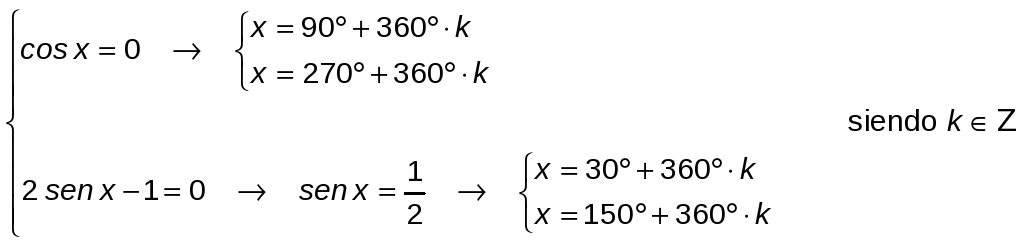 cos x = 0 → x = 90° + 360° · k
x = 270° + 360° · k
siendo k ∈ Z
2 sen x − 1 = 0 → sen x = 1/2 → x = 30° + 360° · k
x = 150° + 360° · k